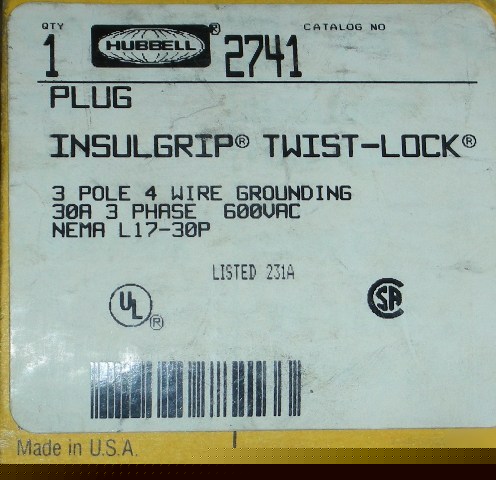 QTY CATALOG NO
1 HUBBELL® 2741
PLUG
INSULGRIP® TWIST-LOCK®
3 POLE 4 WIRE GROUNDING
30A 3 PHASE 600VAC
NEMA L17-30P
LISTED 231A
UL® SA
Made in U.S.A.